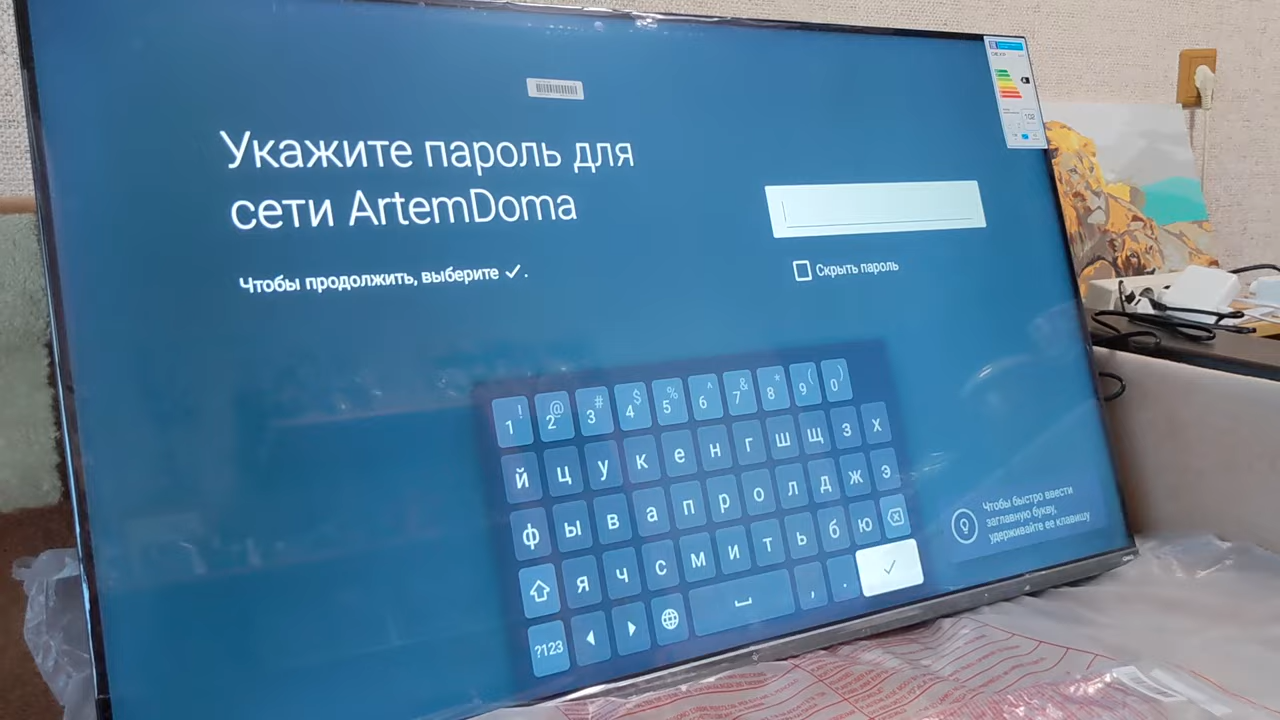 Укажите пароль для
сети ArtemDoma
Чтобы продолжить, выберите ✓.
Скрыть пароль
1 ! 2 @ 3 # 4 $ 5 % 6 ^ 7 & 8 * 9 ( 0 )
й ц у к е н г ш щ з х
ф ы в а п р о л д ж э
я ч с м и т ь б ю
?123 , .
Чтобы быстро ввести
заглавную букву,
удерживайте ее клавишу
102